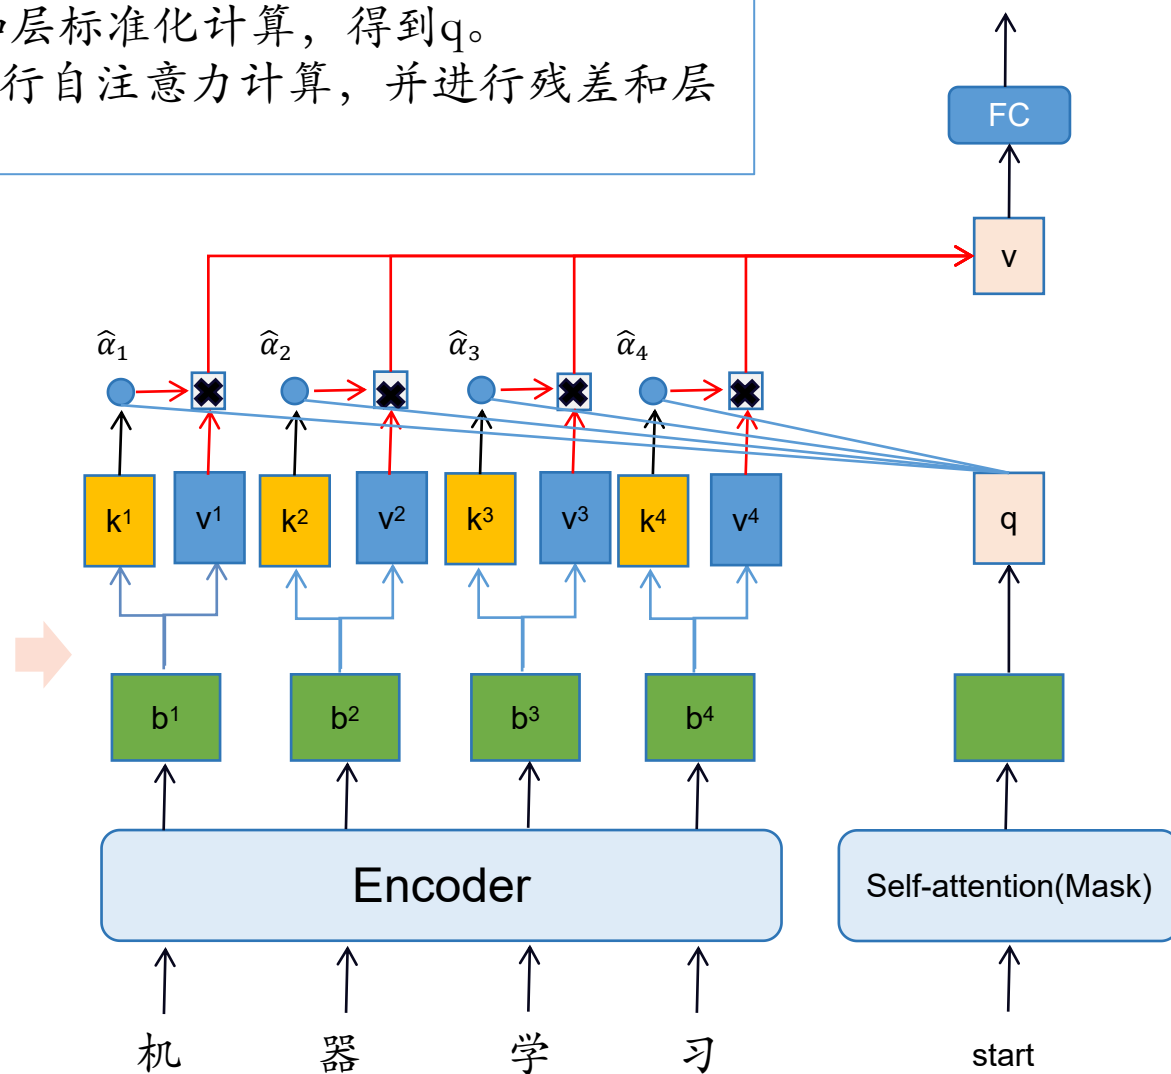 和层标准化计算，得到q。
行自注意力计算，并进行残差和层
FC
v
α̂₁ α̂₂ α̂₃ α̂₄
k¹ v¹ k² v² k³ v³ k⁴ v⁴ q
b¹ b² b³ b⁴
Encoder Self-attention(Mask)
机 器 学 习 start